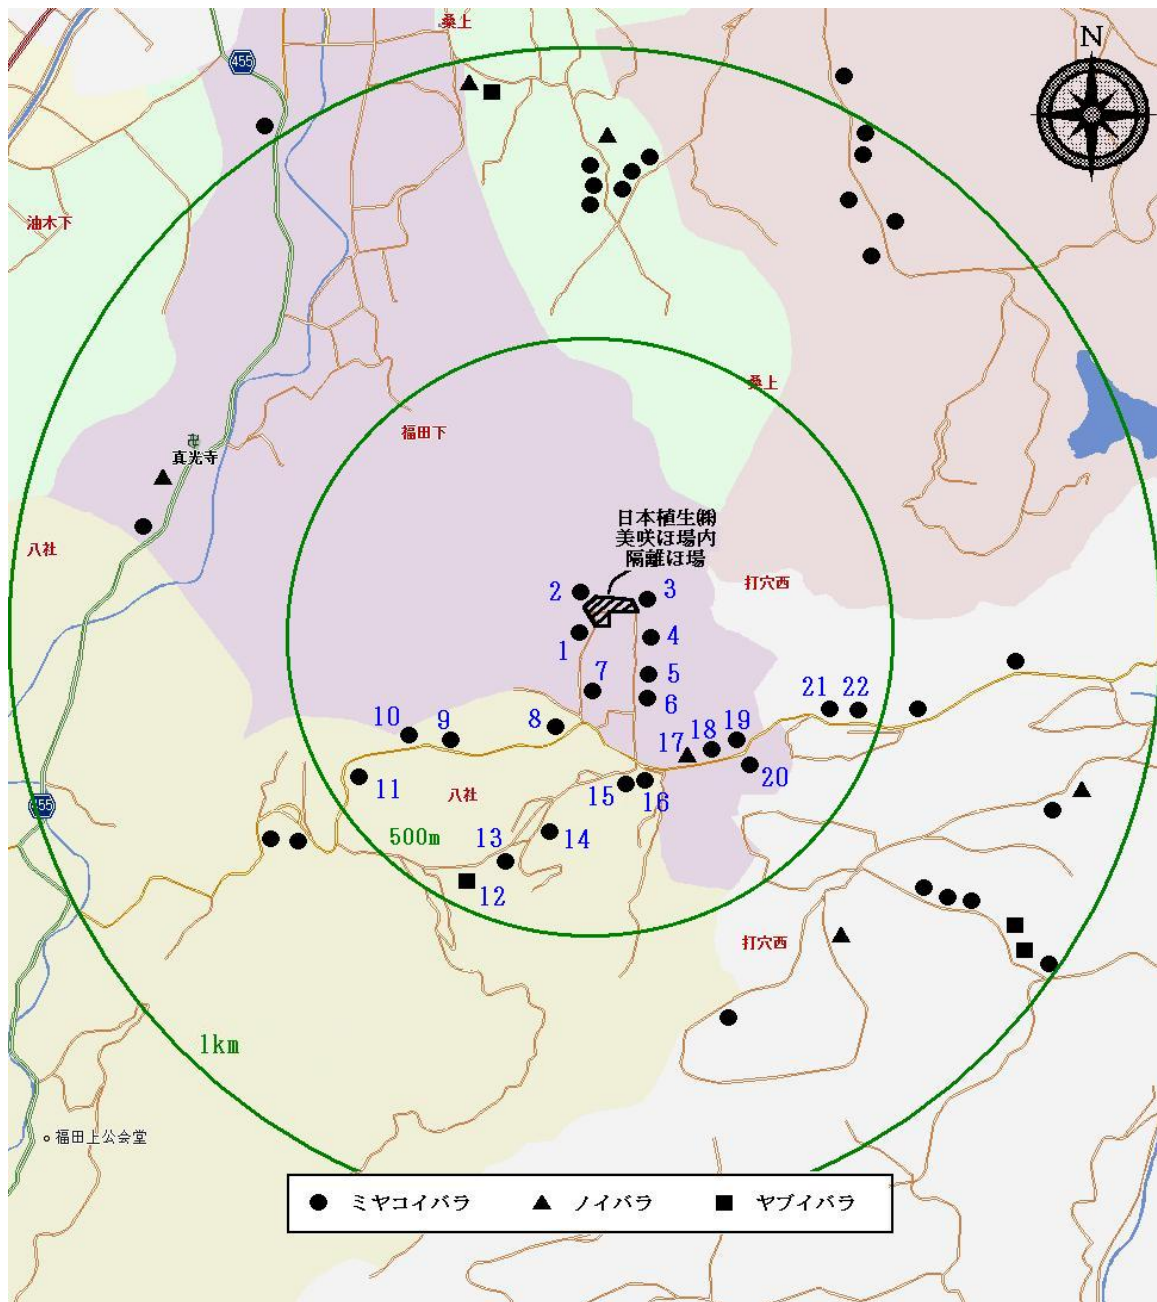 桑上
N
455
油木下
桑上
福田下
卍
真光寺
八社
日本植生㈱
美咲ほ場内
隔離ほ場
打穴西
2
3
1
4
5
7
6
21
22
10
9
8
17
18
19
20
11
15
16
455
八社
500m
13
14
12
打穴西
1km
福田上公会堂
ミヤコイバラ ノイバラ ヤブイバラ